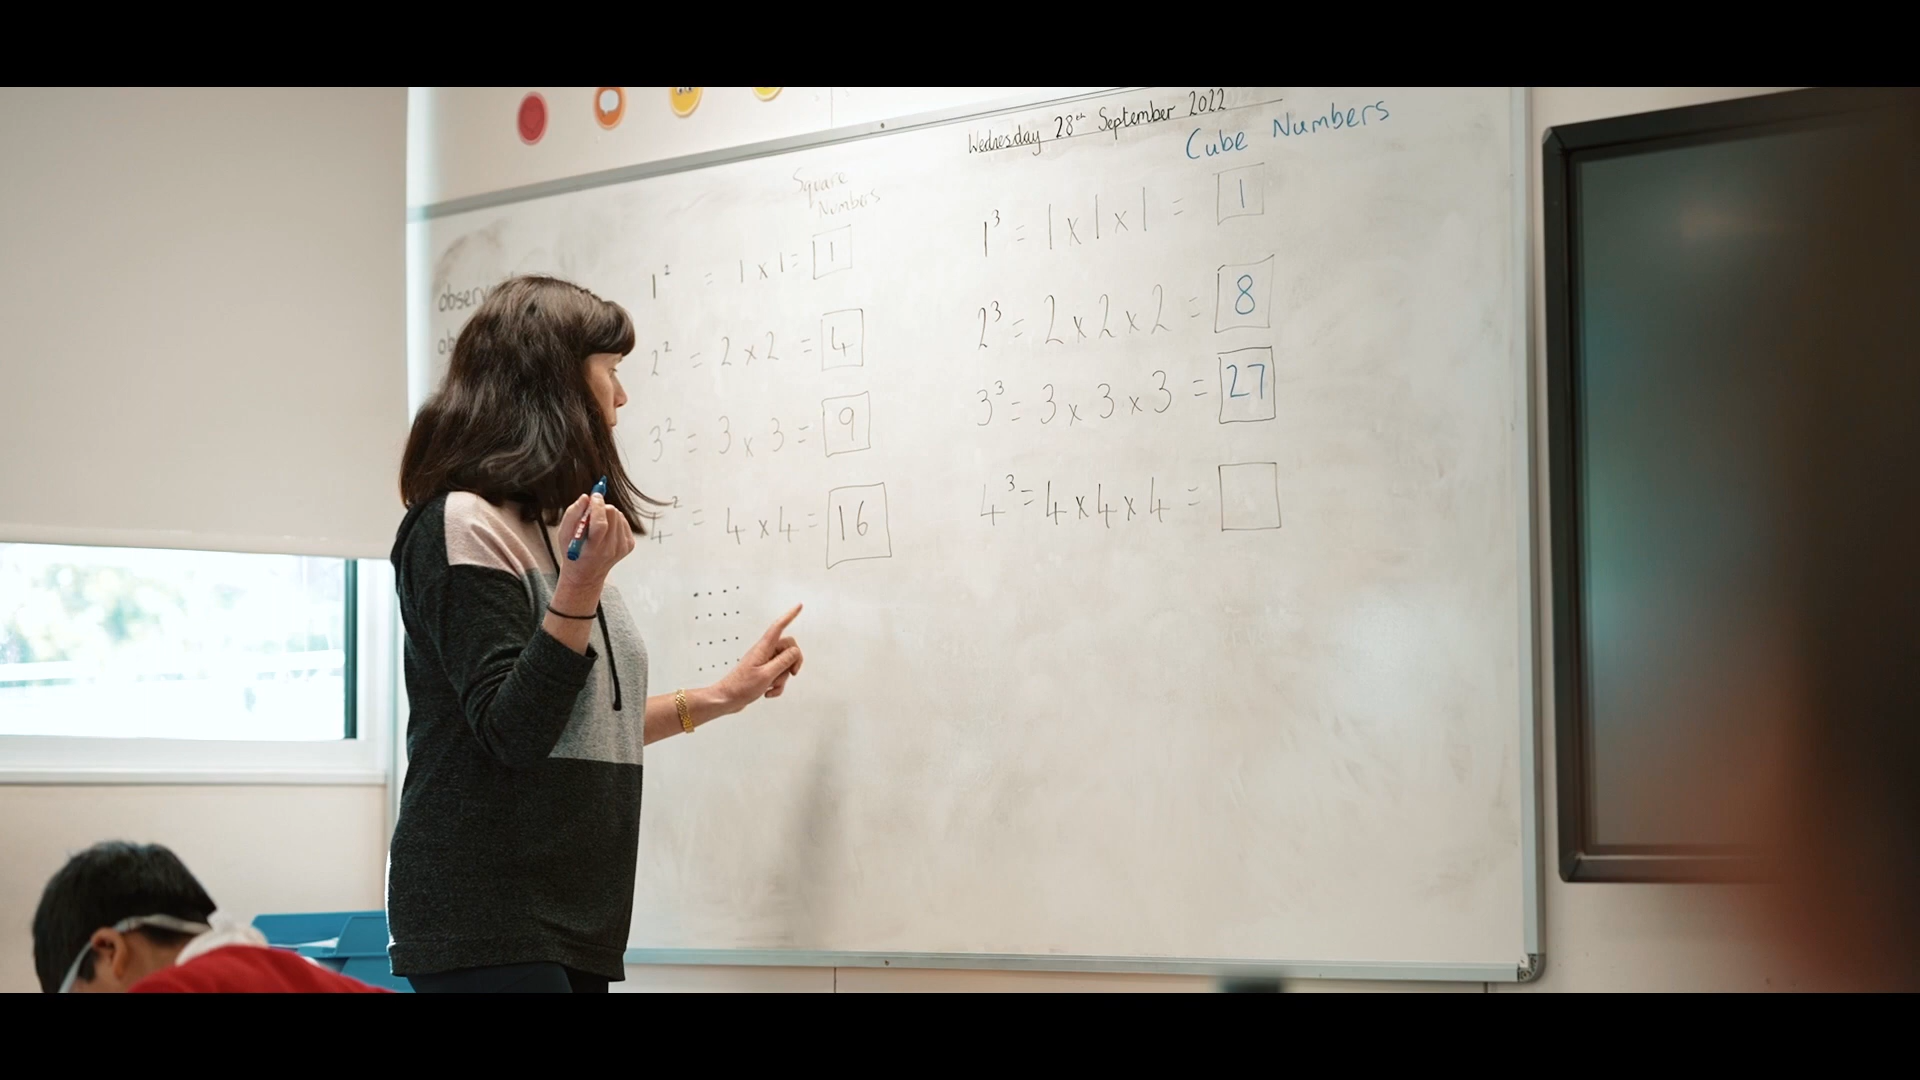 Wednesday 28th September 2022
Cube Numbers
Square
Numbers
1² = 1 x 1 = 1
2² = 2 x 2 = 4
3² = 3 x 3 = 9
4² = 4 x 4 = 16
1³ = 1 x 1 x 1 = 1
2³ = 2 x 2 x 2 = 8
3³ = 3 x 3 x 3 = 27
4³ = 4 x 4 x 4 =